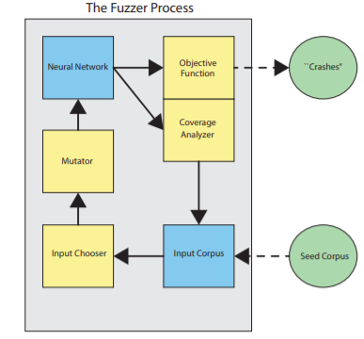 The Fuzzer Process
Neural Network
Objective
Function
``Crashes"
Coverage
Analyzer
Mutator
Input Chooser
Input Corpus
Seed Corpus